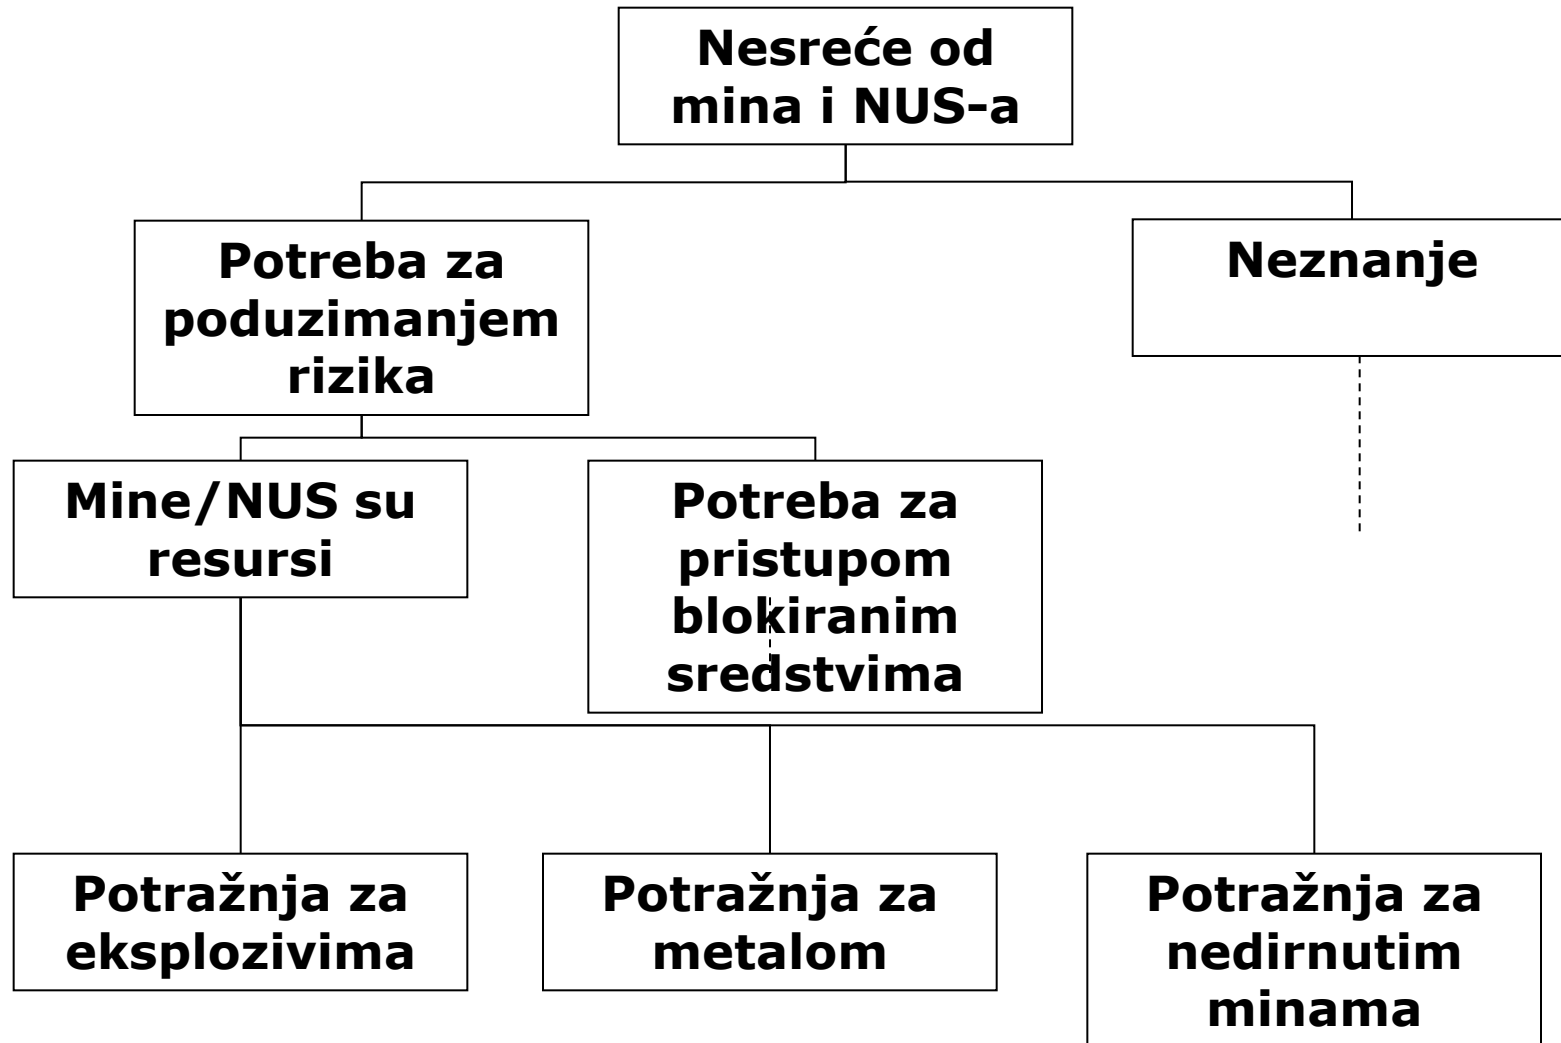 Nesreće od
mina i NUS-a
Potreba za
poduzimanjem
rizika
Neznanje
Mine/NUS su
resursi
Potreba za
pristupom
blokiranim
sredstvima
Potražnja za
eksplozivima
Potražnja za
metalom
Potražnja za
nedirnutim
minama